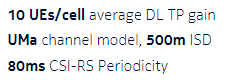 10 UEs/cell average DL TP gain
UMa channel model, 500m ISD
80ms CSI-RS Periodicity